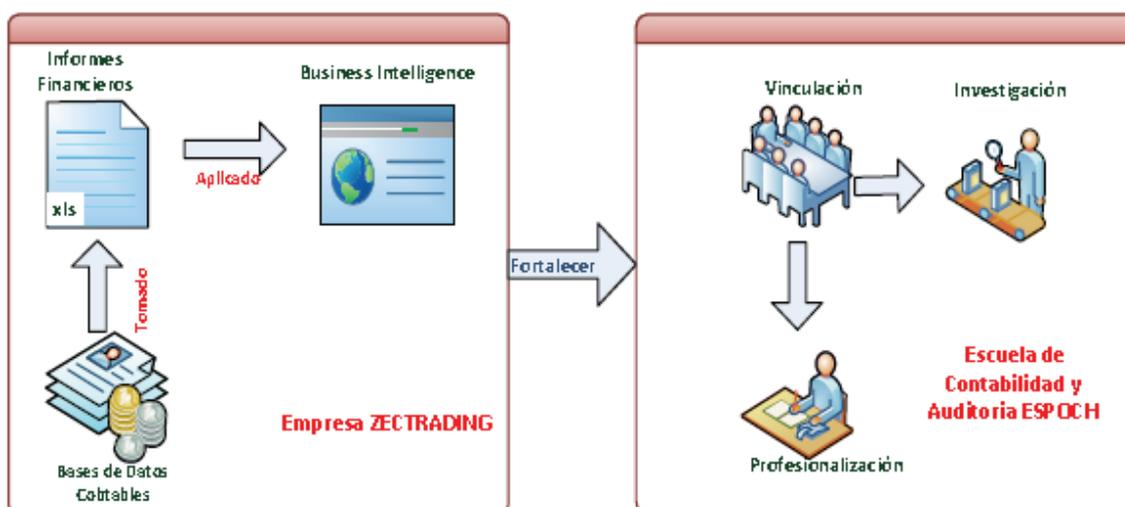 Informes
Financieros
Business Intelligence
xls
Aplicado
Tomado
Bases de Datos
Cobtables
Empresa ZECTRADING
Fortalecer
Vinculación
Investigación
Profesionalización
Escuela de
Contabilidad y
Auditoria ESPOCH